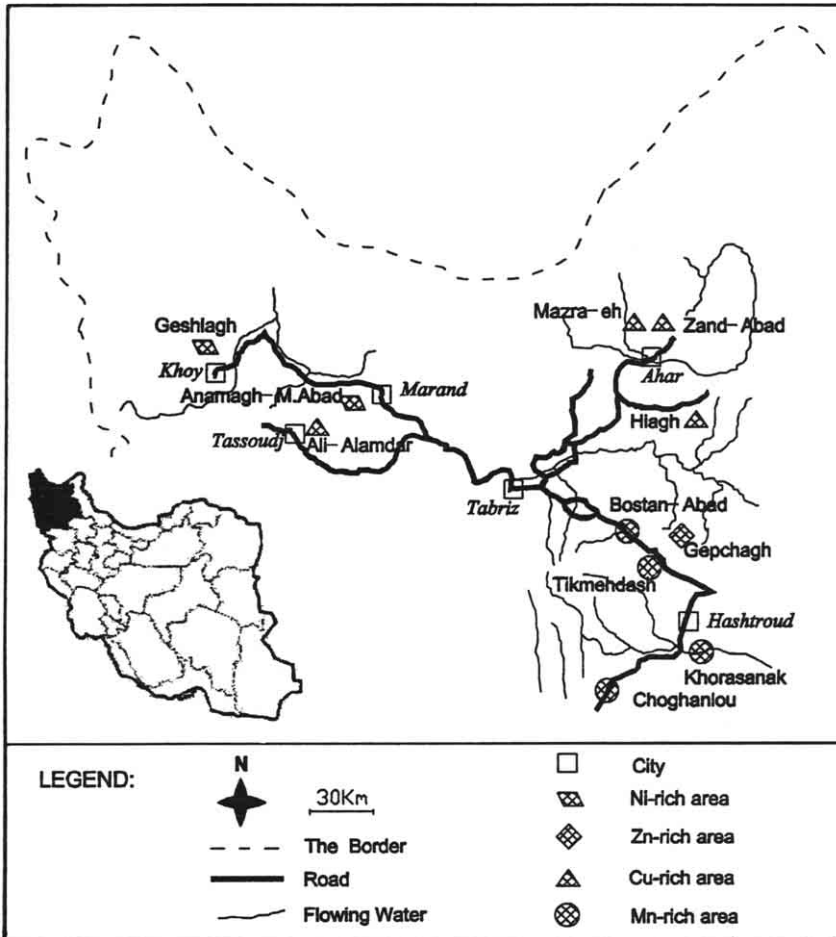 Mazra-eh
Zand-Abad
Geshlagh
Khoy
Ahar
Marand
Anamagh-M.Abad
Hiagh
Tassoudj
Ali-Alamdar
Tabriz
Bostan-Abad
Gepchagh
Tikmehdash
Hashtroud
Khorasanak
Choghanlou
LEGEND:
N
30Km
The Border
Road
Flowing Water
City
Ni-rich area
Zn-rich area
Cu-rich area
Mn-rich area